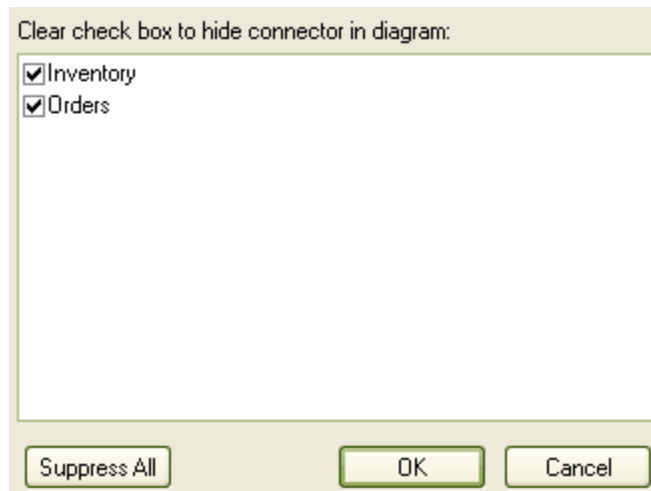 Clear check box to hide connector in diagram:
Inventory
Orders
Suppress All
OK
Cancel